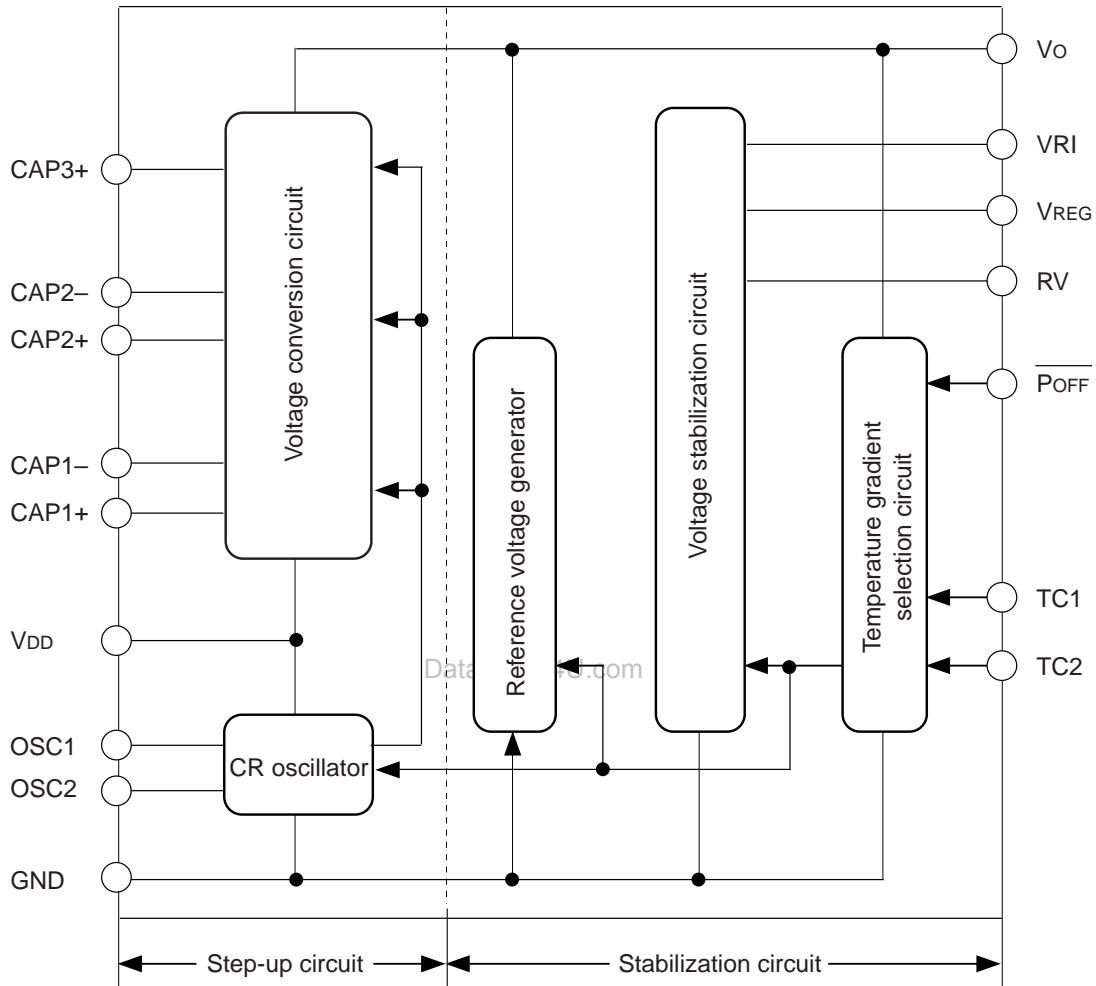 VO
VRI
VREG
RV
POFF
TC1
TC2
CAP3+
CAP2–
CAP2+
CAP1–
CAP1+
VDD
OSC1
OSC2
GND
Voltage conversion circuit
CR oscillator
Reference voltage generator
Voltage stabilization circuit
Temperature gradient
selection circuit
Step-up circuit
Stabilization circuit